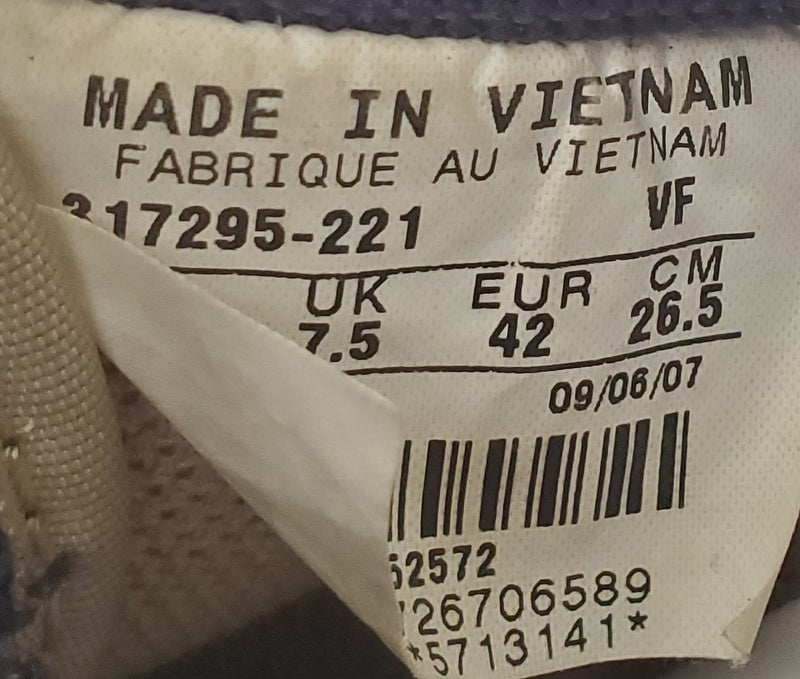 MADE IN VIETNAM
FABRIQUE AU VIETNAM
317295-221 VF
UK EUR CM
7.5 42 26.5
09/06/07
52572
26706589
*5713141*